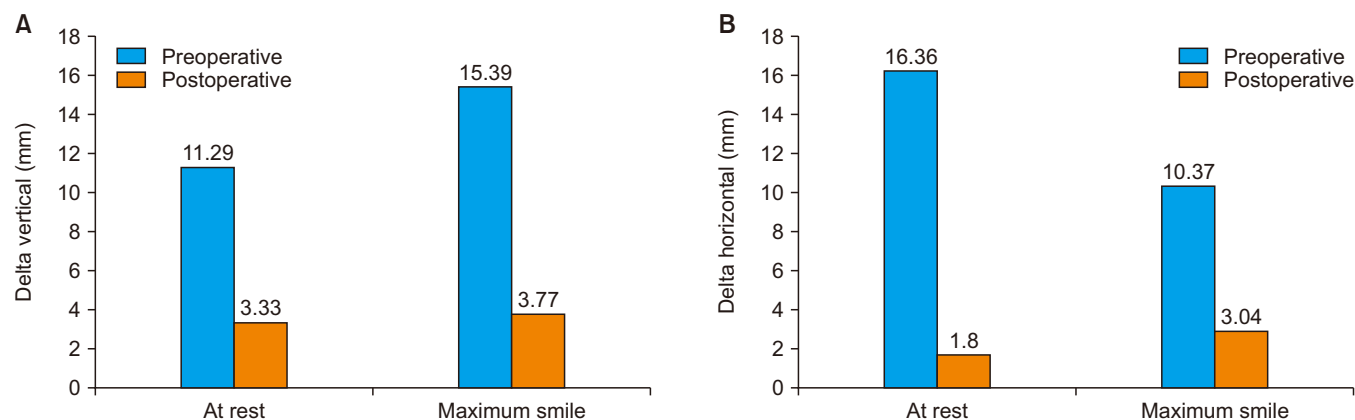 A
Delta vertical (mm)
18
16
14
12
10
8
6
4
2
0
Preoperative
Postoperative
11.29
3.33
15.39
3.77
At rest
Maximum smile
B
Delta horizontal (mm)
18
16
14
12
10
8
6
4
2
0
Preoperative
Postoperative
16.36
1.8
10.37
3.04
At rest
Maximum smile